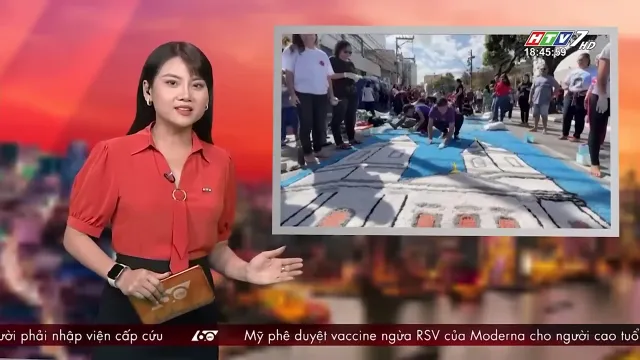 HTV7 HD
18:45:59
ười phải nhập viện cấp cứu 60 Mỹ phê duyệt vaccine ngừa RSV của Moderna cho người cao tuổ